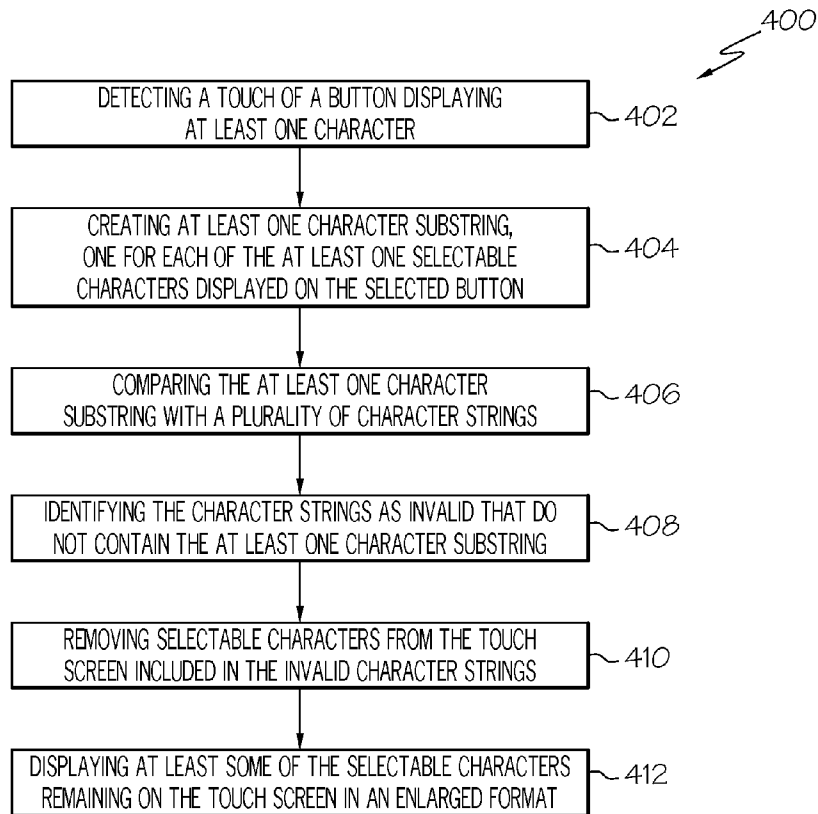 400
DETECTING A TOUCH OF A BUTTON DISPLAYING
AT LEAST ONE CHARACTER
402
CREATING AT LEAST ONE CHARACTER SUBSTRING,
ONE FOR EACH OF THE AT LEAST ONE SELECTABLE
CHARACTERS DISPLAYED ON THE SELECTED BUTTON
404
COMPARING THE AT LEAST ONE CHARACTER
SUBSTRING WITH A PLURALITY OF CHARACTER STRINGS
406
IDENTIFYING THE CHARACTER STRINGS AS INVALID THAT DO
NOT CONTAIN THE AT LEAST ONE CHARACTER SUBSTRING
408
REMOVING SELECTABLE CHARACTERS FROM THE TOUCH
SCREEN INCLUDED IN THE INVALID CHARACTER STRINGS
410
DISPLAYING AT LEAST SOME OF THE SELECTABLE CHARACTERS
REMAINING ON THE TOUCH SCREEN IN AN ENLARGED FORMAT
412